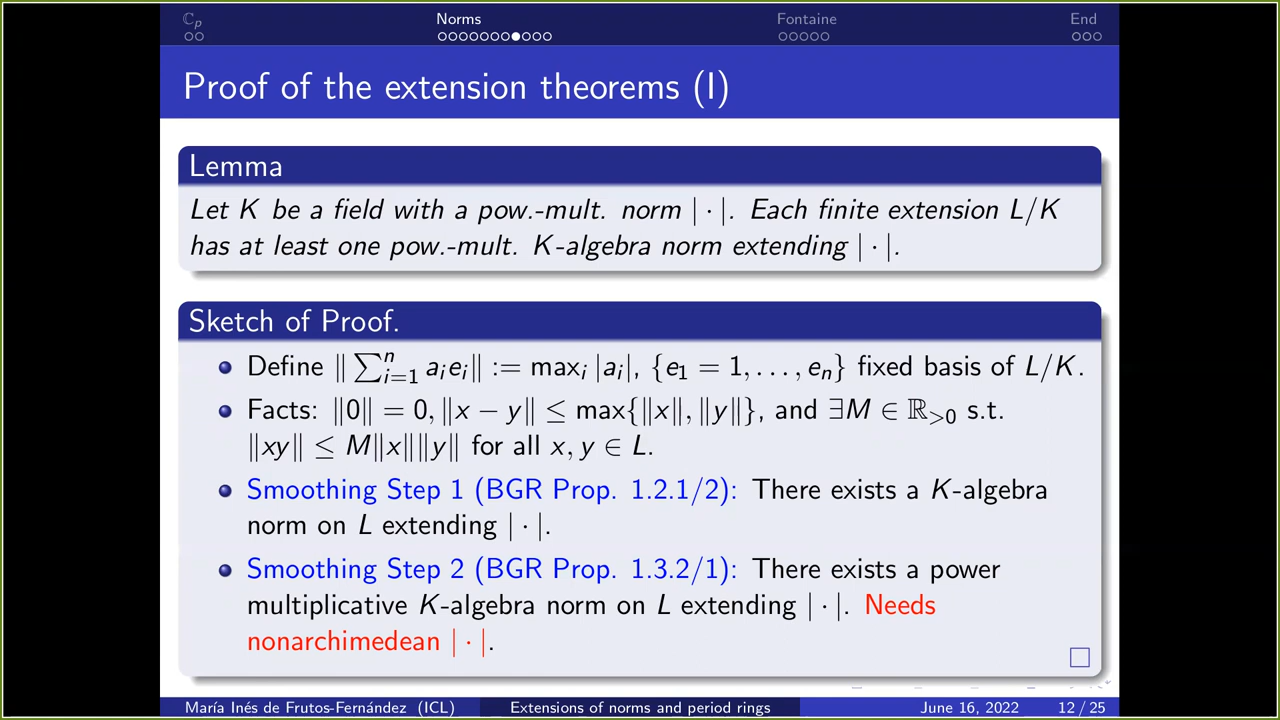 ℂ_p Norms Fontaine End
Proof of the extension theorems (I)
Lemma
Let K be a field with a pow.-mult. norm | · |. Each finite extension L/K
has at least one pow.-mult. K-algebra norm extending | · |.
Sketch of Proof.
Define ‖∑_{i=1}^n a_i e_i‖ := max_i |a_i|, {e_1 = 1, . . . , e_n} fixed basis of L/K.
Facts: ‖0‖ = 0, ‖x − y‖ ≤ max{‖x‖, ‖y‖}, and ∃M ∈ ℝ_{>0} s.t.
‖xy‖ ≤ M‖x‖‖y‖ for all x, y ∈ L.
Smoothing Step 1 (BGR Prop. 1.2.1/2): There exists a K-algebra
norm on L extending | · |.
Smoothing Step 2 (BGR Prop. 1.3.2/1): There exists a power
multiplicative K-algebra norm on L extending | · |. Needs
nonarchimedean | · |.
María Inés de Frutos-Fernández (ICL) Extensions of norms and period rings June 16, 2022 12 / 25